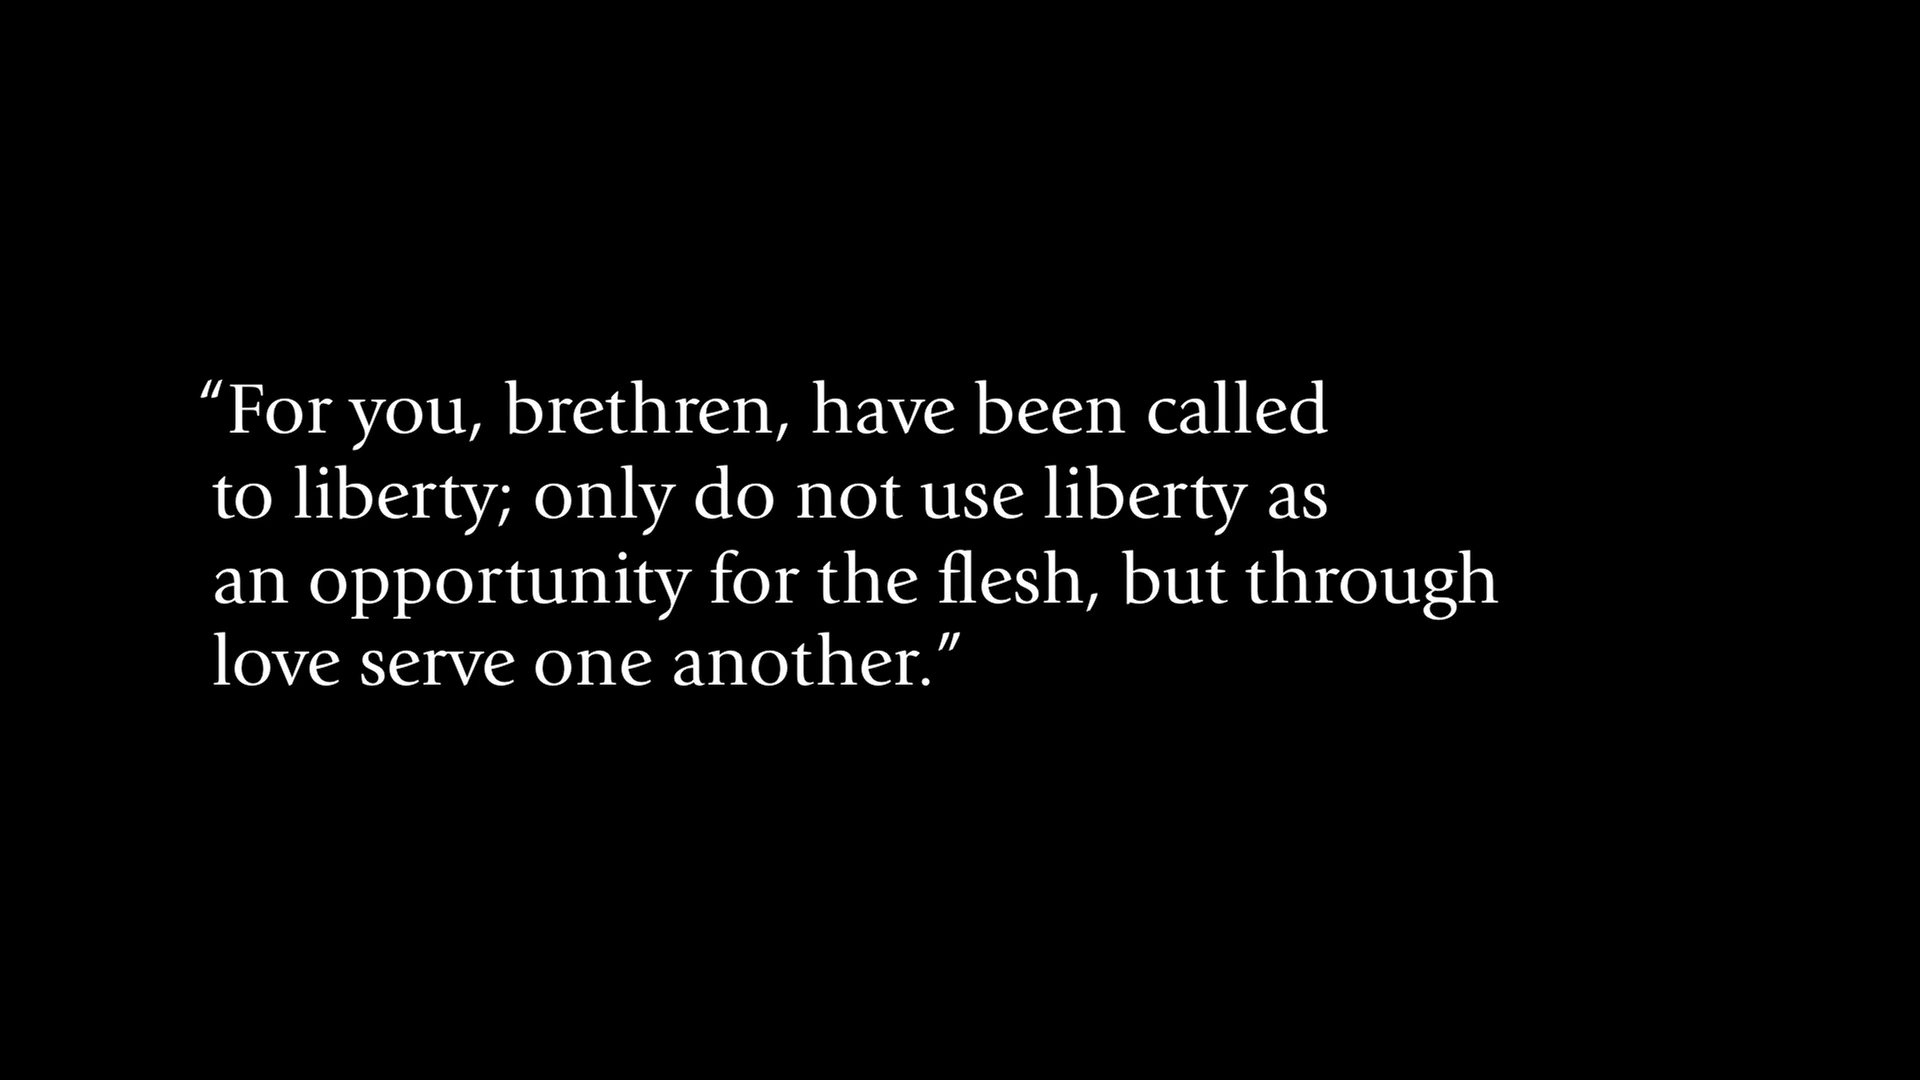 “For you, brethren, have been called
to liberty; only do not use liberty as
an opportunity for the flesh, but through
love serve one another.”